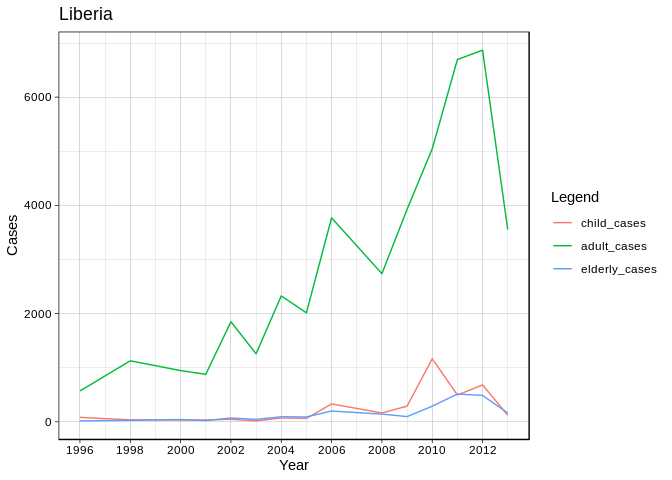 Liberia
Cases
6000
4000
2000
0
1996 1998 2000 2002 2004 2006 2008 2010 2012
Year
Legend
child_cases
adult_cases
elderly_cases